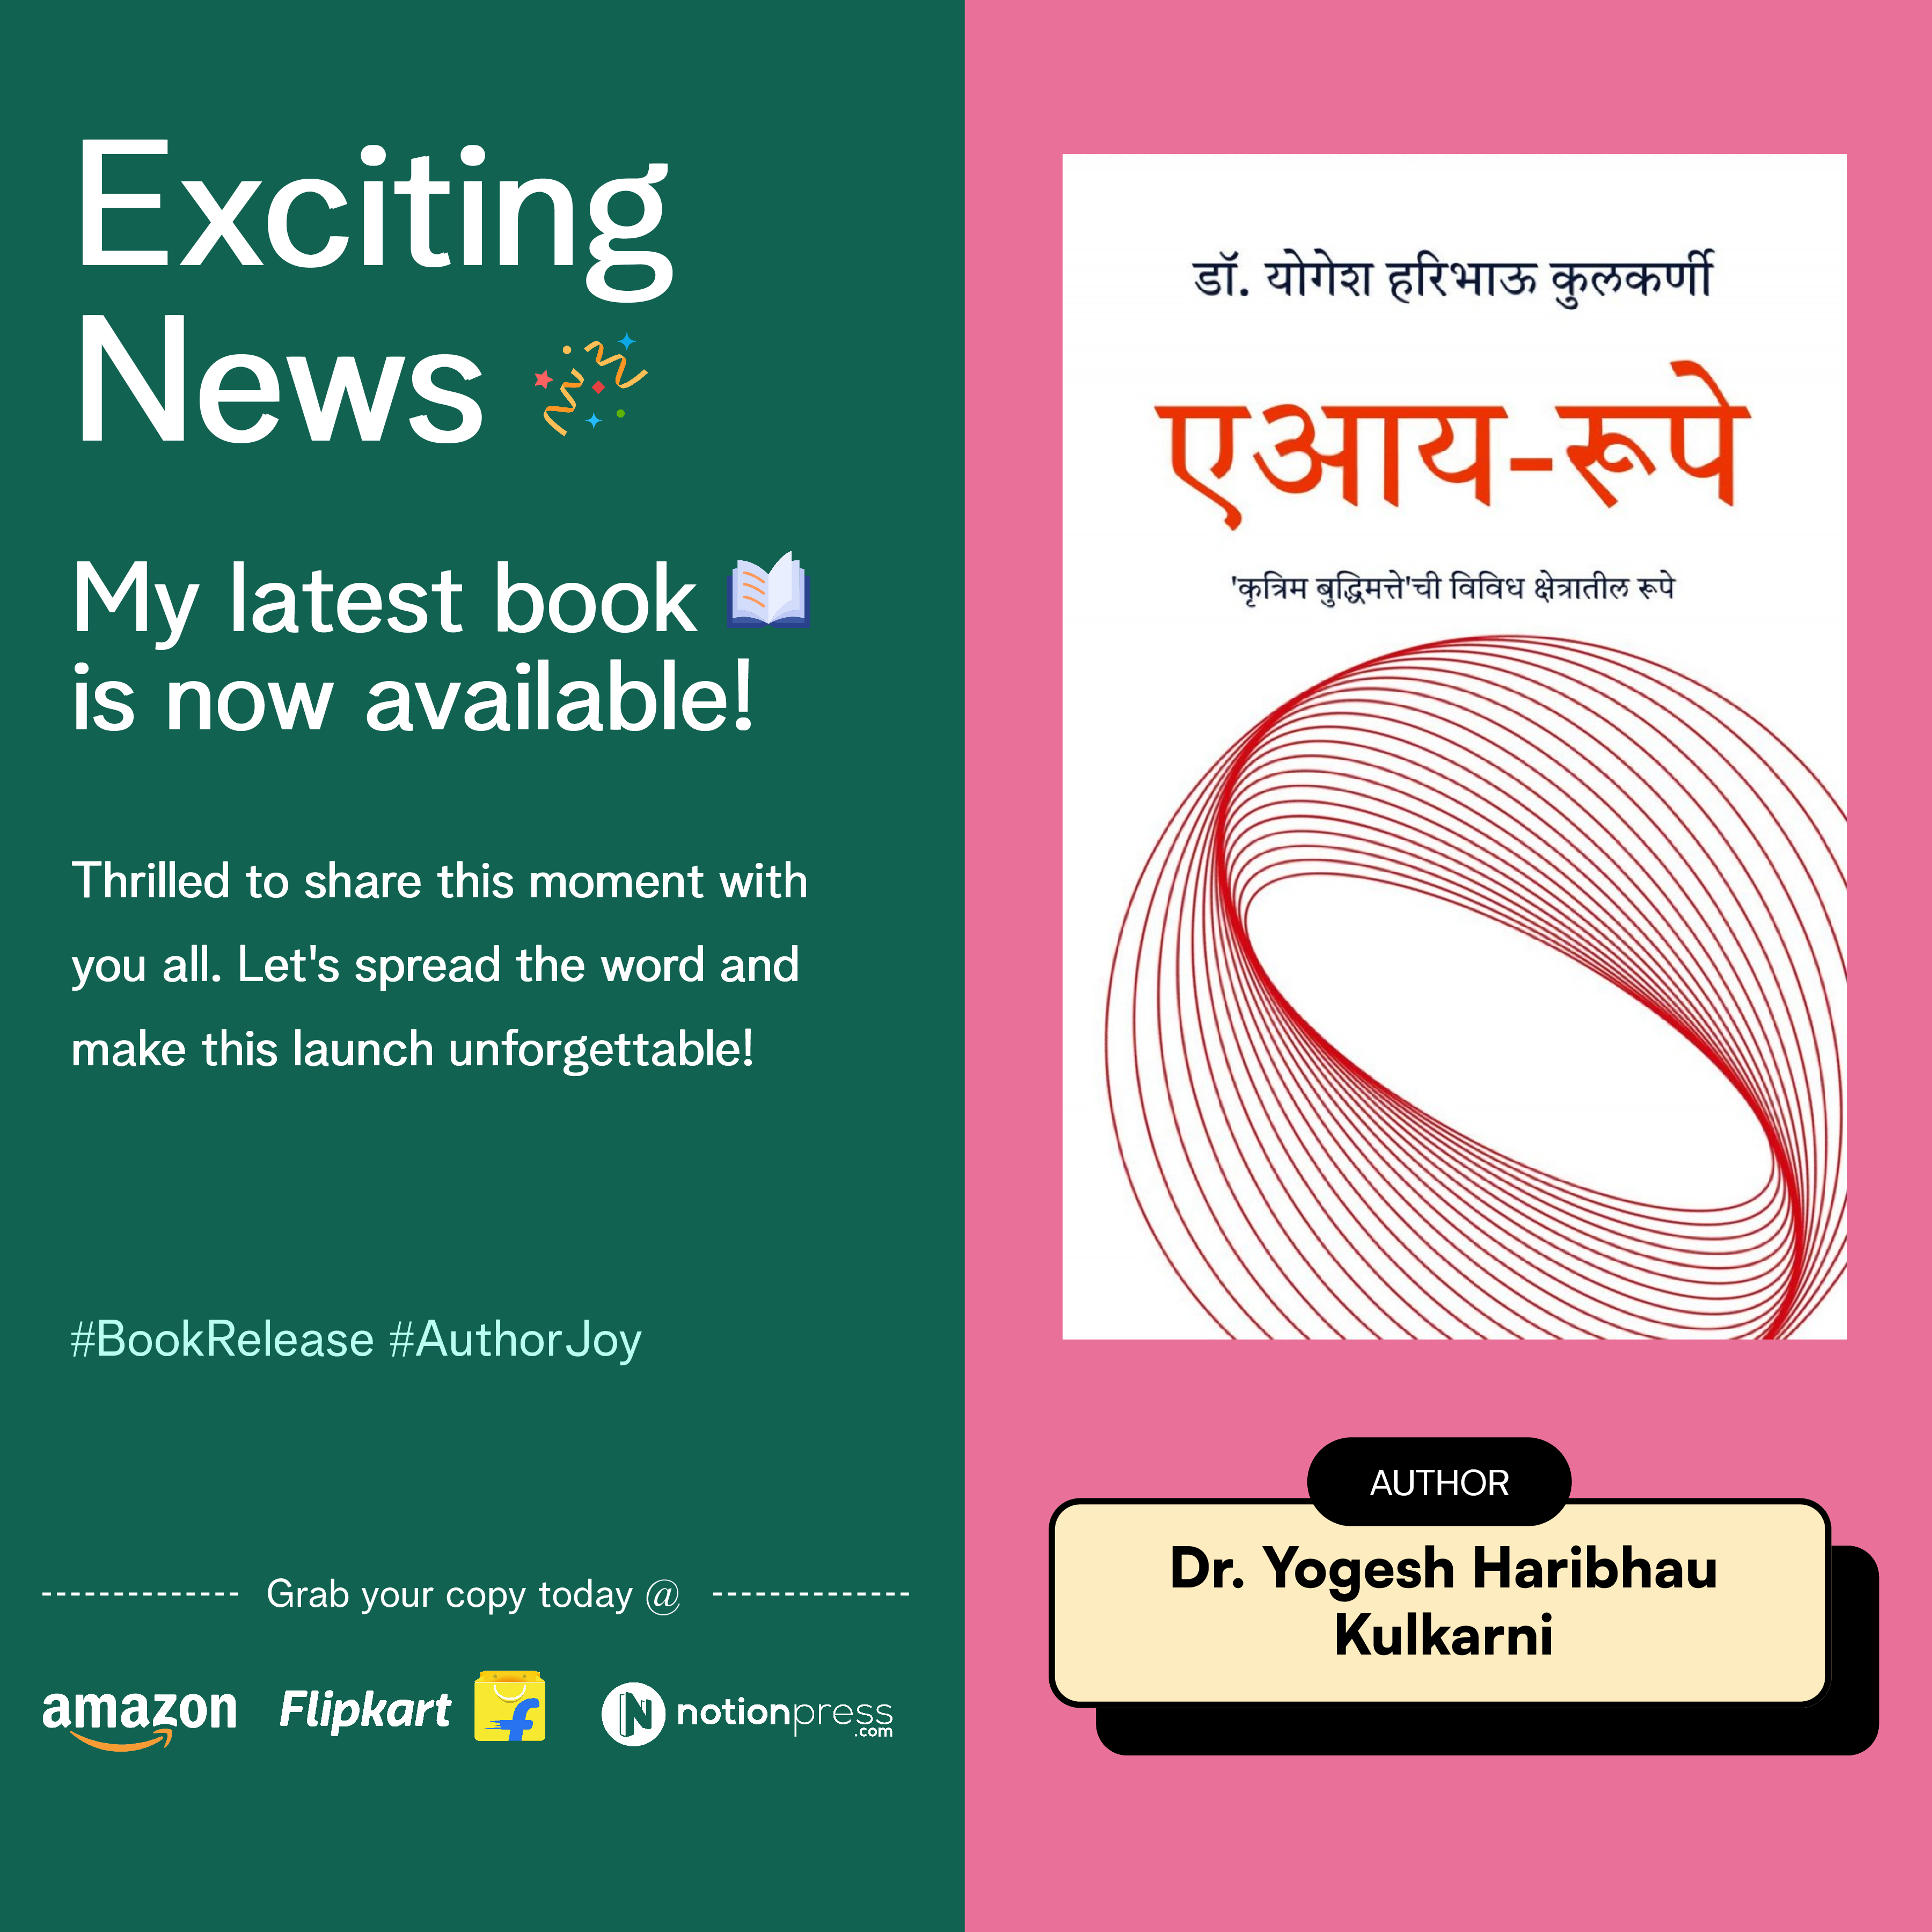 Exciting
News
My latest book
is now available!
Thrilled to share this moment with
you all. Let's spread the word and
make this launch unforgettable!
#BookRelease #AuthorJoy
Grab your copy today @
amazon
Flipkart
notionpress
.com
डॉ. योगेश हरिभाऊ कुलकर्णी
एआय-रूपे
'कृत्रिम बुद्धिमत्ते'ची विविध क्षेत्रातील रूपे
AUTHOR
Dr. Yogesh Haribhau
Kulkarni